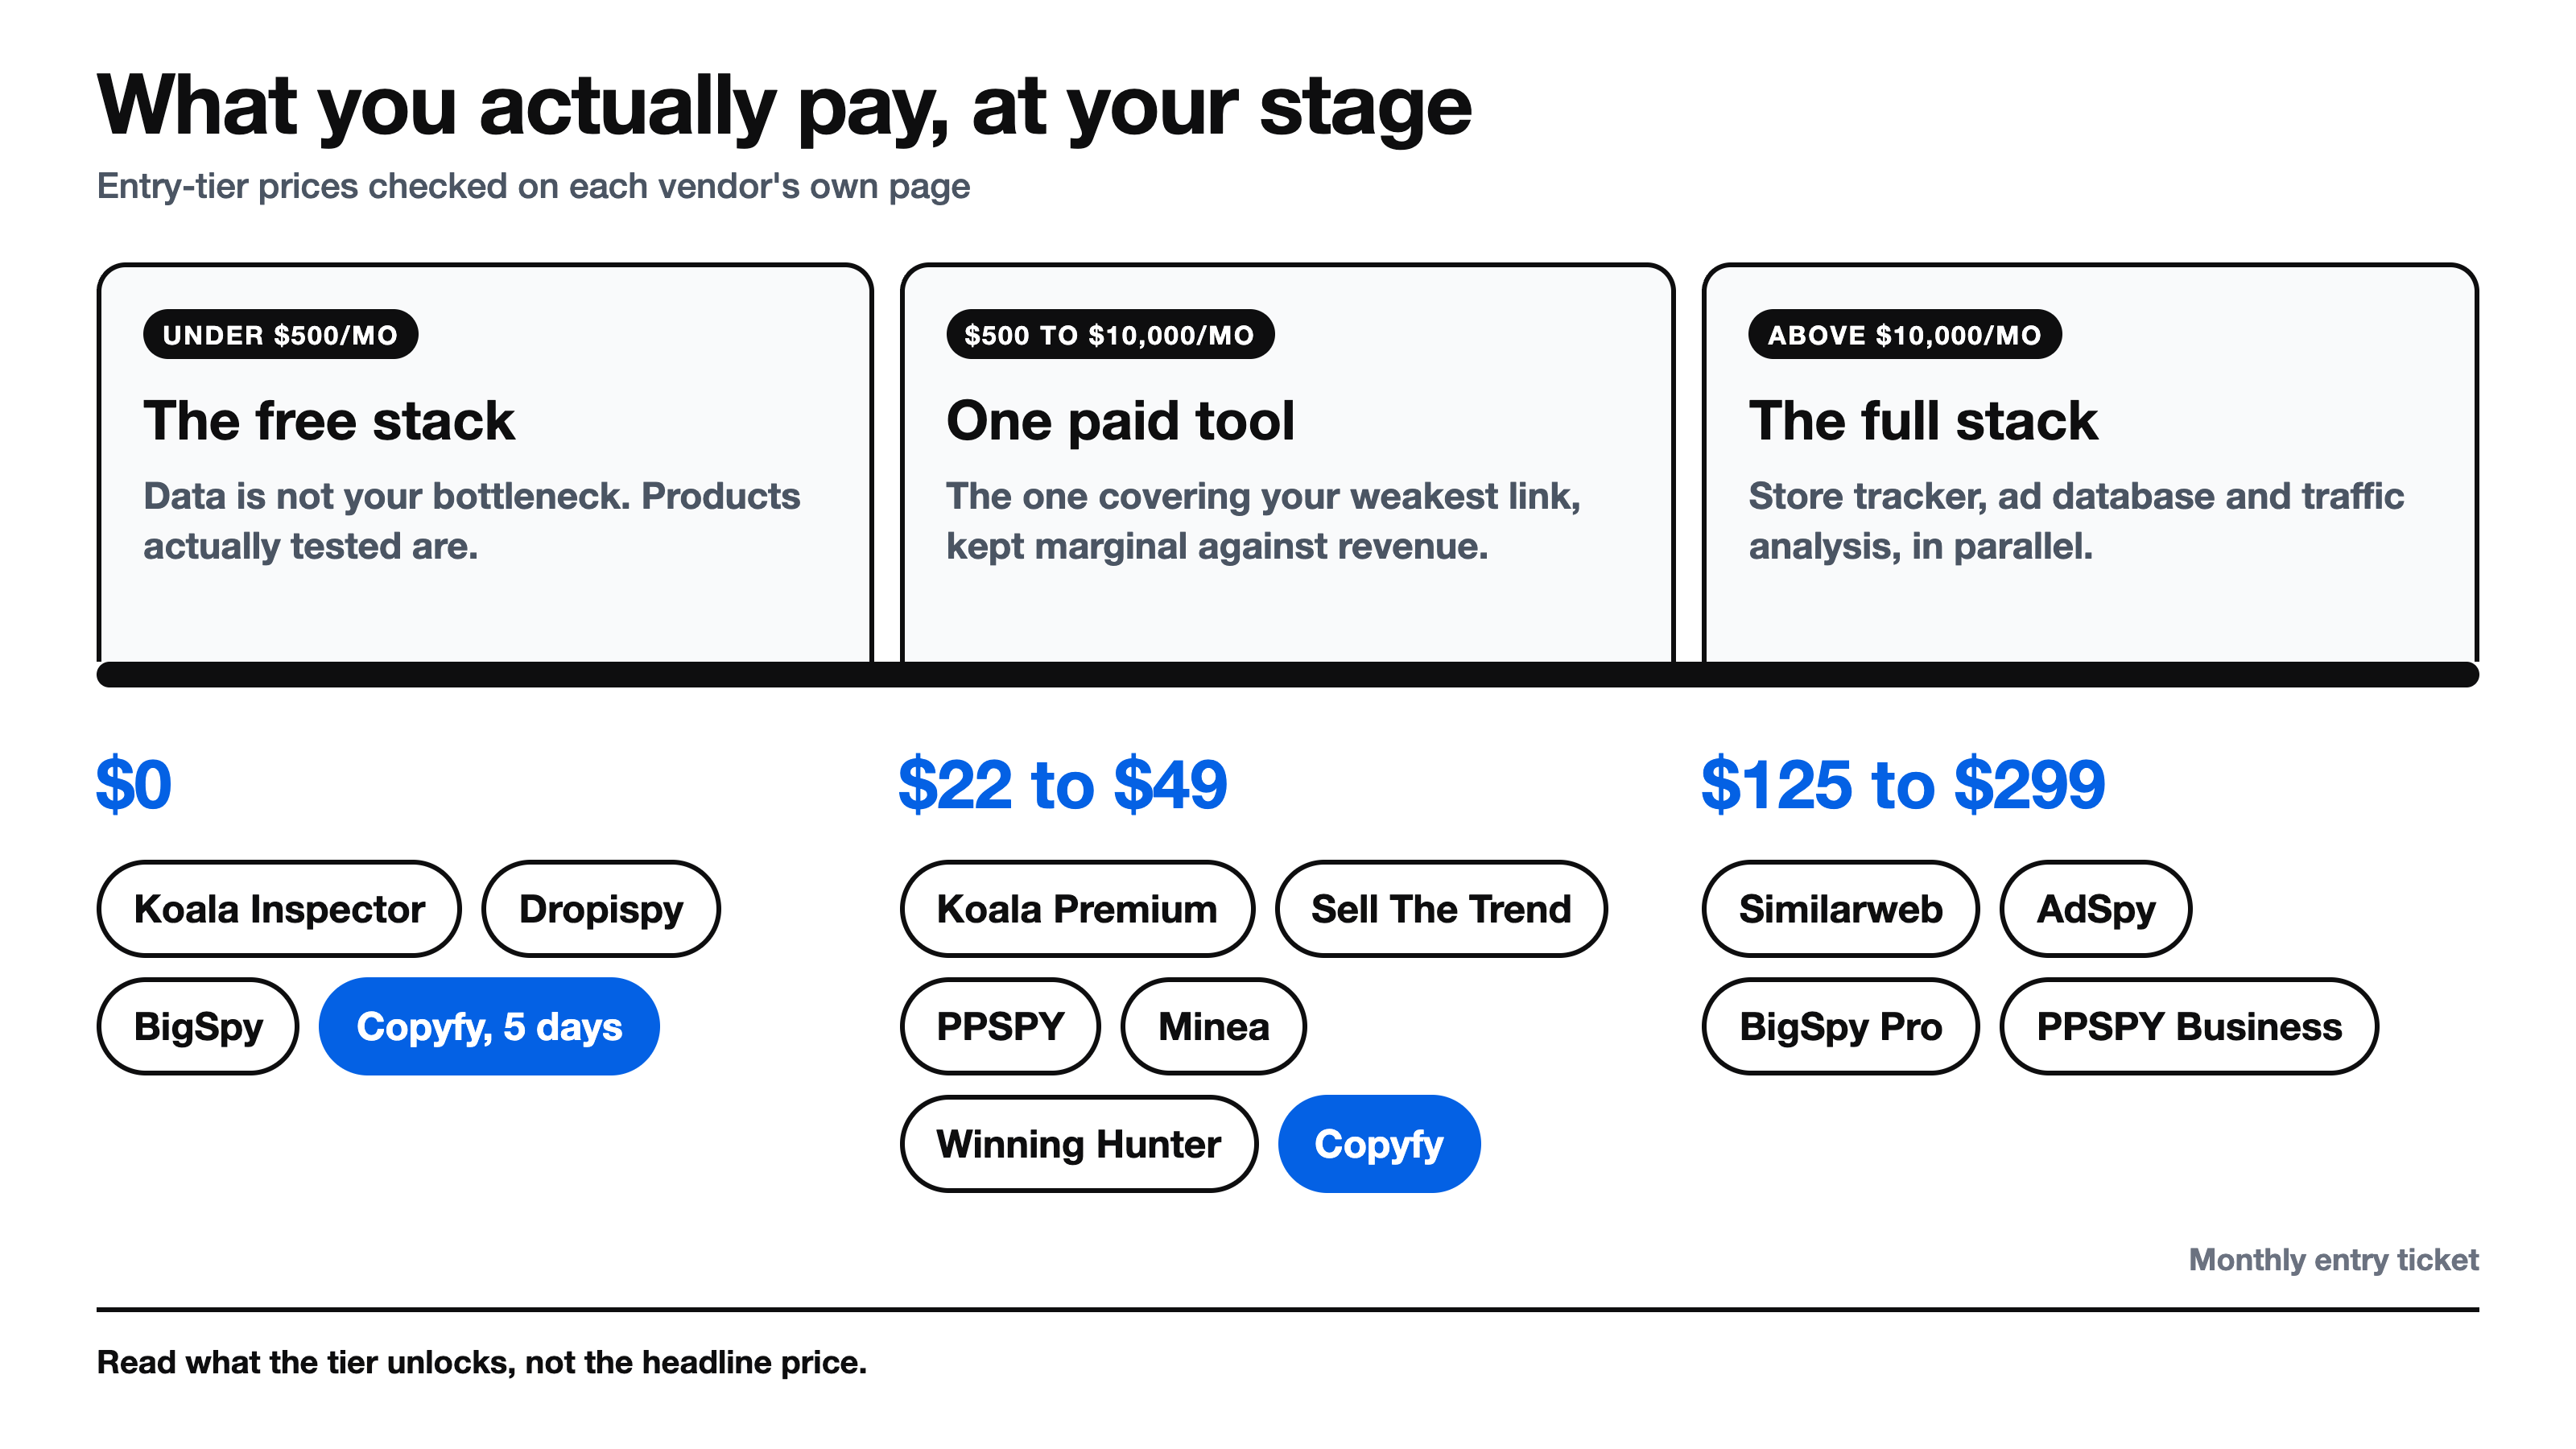 What you actually pay, at your stage
Entry-tier prices checked on each vendor's own page
UNDER $500/MO
The free stack
Data is not your bottleneck. Products
actually tested are.
$500 TO $10,000/MO
One paid tool
The one covering your weakest link,
kept marginal against revenue.
ABOVE $10,000/MO
The full stack
Store tracker, ad database and traffic
analysis, in parallel.
$0
Koala Inspector
Dropispy
BigSpy
Copyfy, 5 days
$22 to $49
Koala Premium
Sell The Trend
PPSPY
Minea
Winning Hunter
Copyfy
$125 to $299
Similarweb
AdSpy
BigSpy Pro
PPSPY Business
Monthly entry ticket
Read what the tier unlocks, not the headline price.